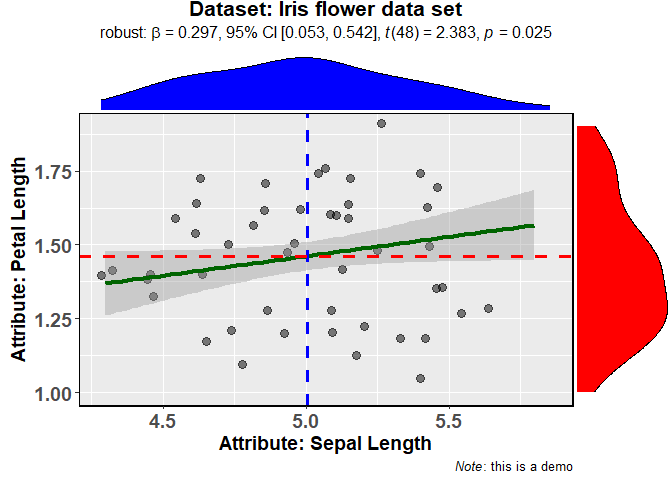 Dataset: Iris flower data set
robust: β = 0.297, 95% CI [0.053, 0.542], t(48) = 2.383, p = 0.025
Attribute: Petal Length
1.75
1.50
1.25
1.00
4.5 5.0 5.5
Attribute: Sepal Length
Note: this is a demo